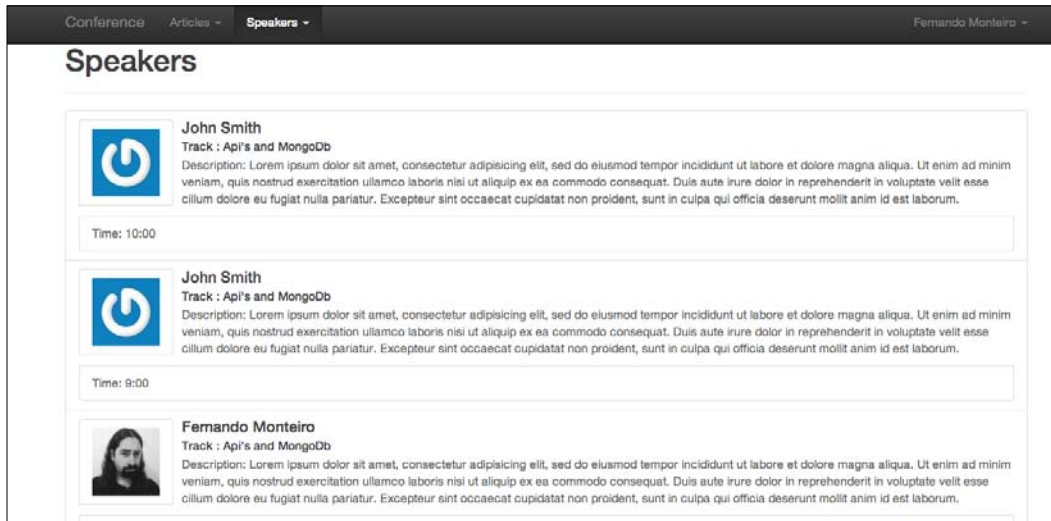 Conference Articles Speakers Fernando Monteiro
Speakers
John Smith
Track : Api's and MongoDb
Description: Lorem ipsum dolor sit amet, consectetur adipisicing elit, sed do eiusmod tempor incididunt ut labore et dolore magna aliqua. Ut enim ad minim
veniam, quis nostrud exercitation ullamco laboris nisi ut aliquip ex ea commodo consequat. Duis aute irure dolor in reprehenderit in voluptate velit esse
cillum dolore eu fugiat nulla pariatur. Excepteur sint occaecat cupidatat non proident, sunt in culpa qui officia deserunt mollit anim id est laborum.
Time: 10:00
John Smith
Track : Api's and MongoDb
Description: Lorem ipsum dolor sit amet, consectetur adipisicing elit, sed do eiusmod tempor incididunt ut labore et dolore magna aliqua. Ut enim ad minim
veniam, quis nostrud exercitation ullamco laboris nisi ut aliquip ex ea commodo consequat. Duis aute irure dolor in reprehenderit in voluptate velit esse
cillum dolore eu fugiat nulla pariatur. Excepteur sint occaecat cupidatat non proident, sunt in culpa qui officia deserunt mollit anim id est laborum.
Time: 9:00
Fernando Monteiro
Track : Api's and MongoDb
Description: Lorem ipsum dolor sit amet, consectetur adipisicing elit, sed do eiusmod tempor incididunt ut labore et dolore magna aliqua. Ut enim ad minim
veniam, quis nostrud exercitation ullamco laboris nisi ut aliquip ex ea commodo consequat. Duis aute irure dolor in reprehenderit in voluptate velit esse
cillum dolore eu fugiat nulla pariatur. Excepteur sint occaecat cupidatat non proident, sunt in culpa qui officia deserunt mollit anim id est laborum.